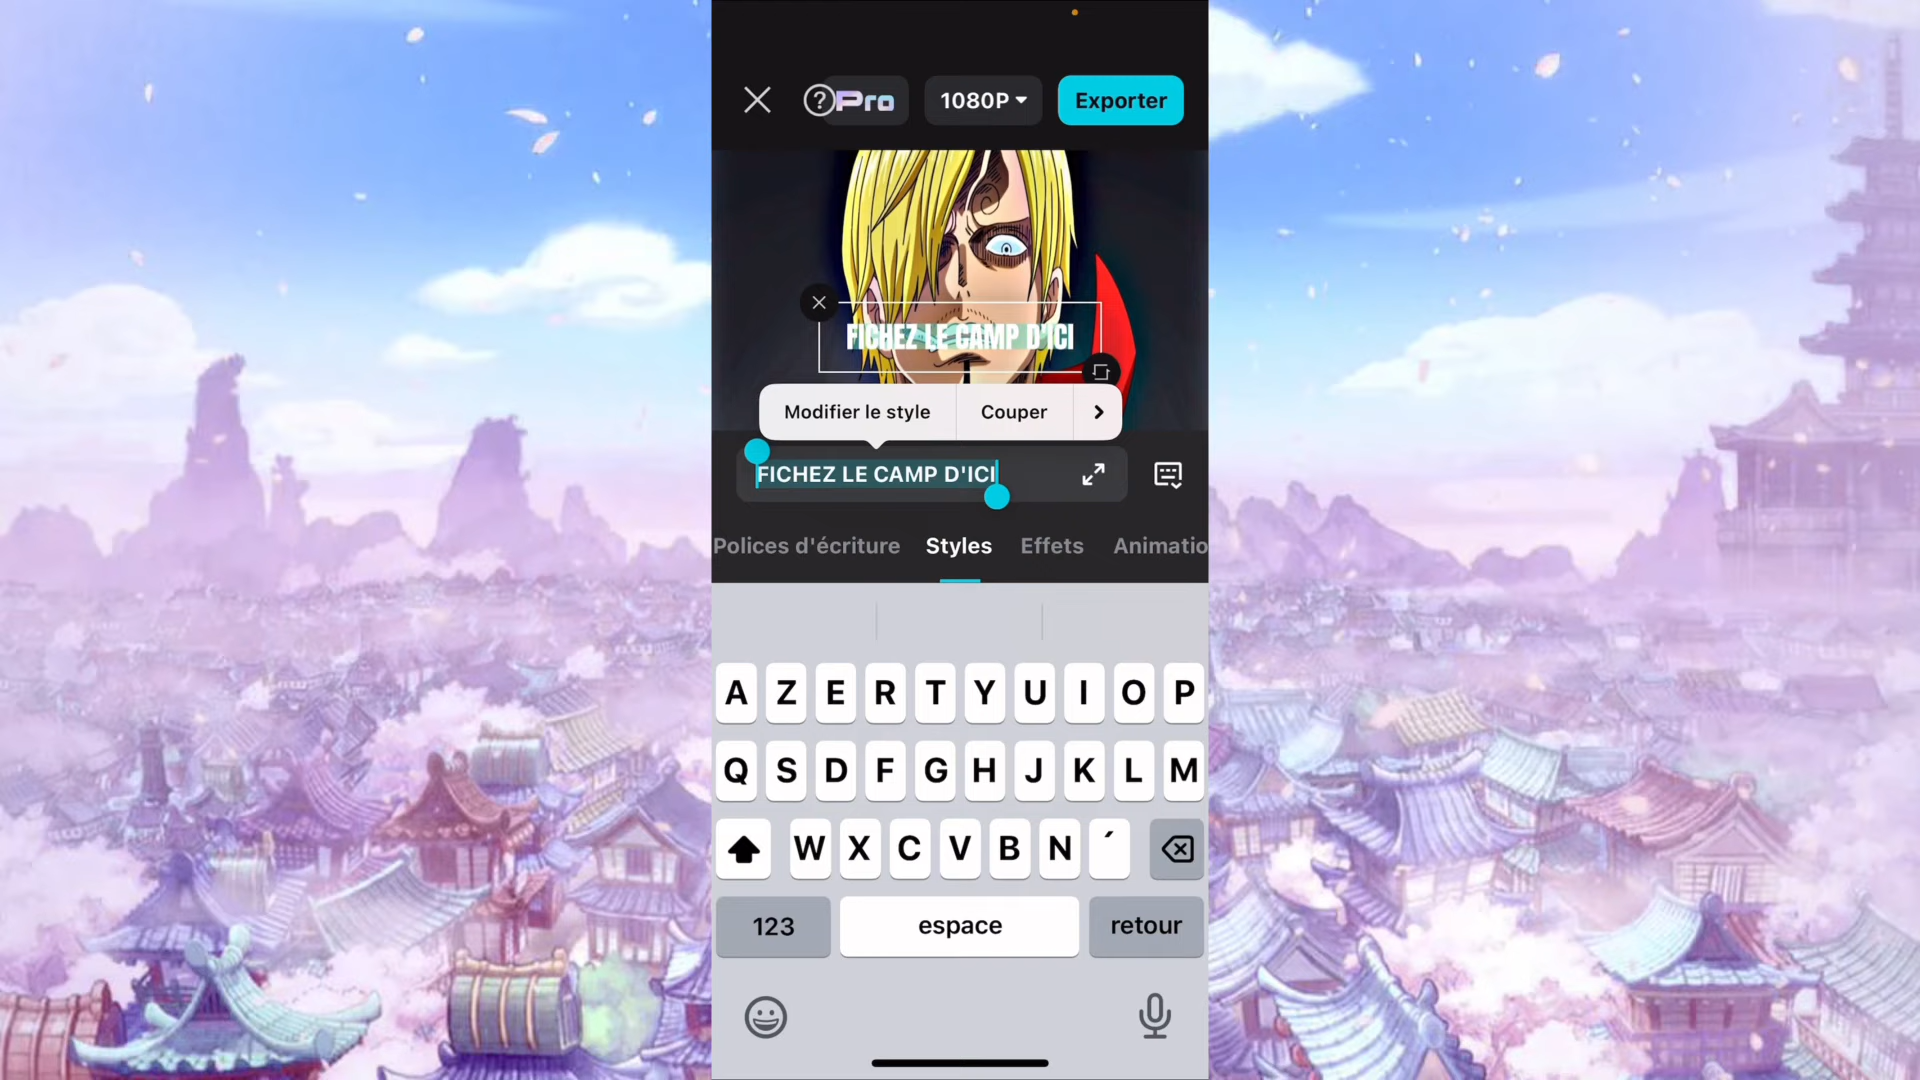 Pro 1080P Exporter
FICHEZ LE CAMP D'ICI
Modifier le style Couper
FICHEZ LE CAMP D'ICI
Polices d'écriture Styles Effets Animatio
A Z E R T Y U I O P
Q S D F G H J K L M
W X C V B N ´
123 espace retour